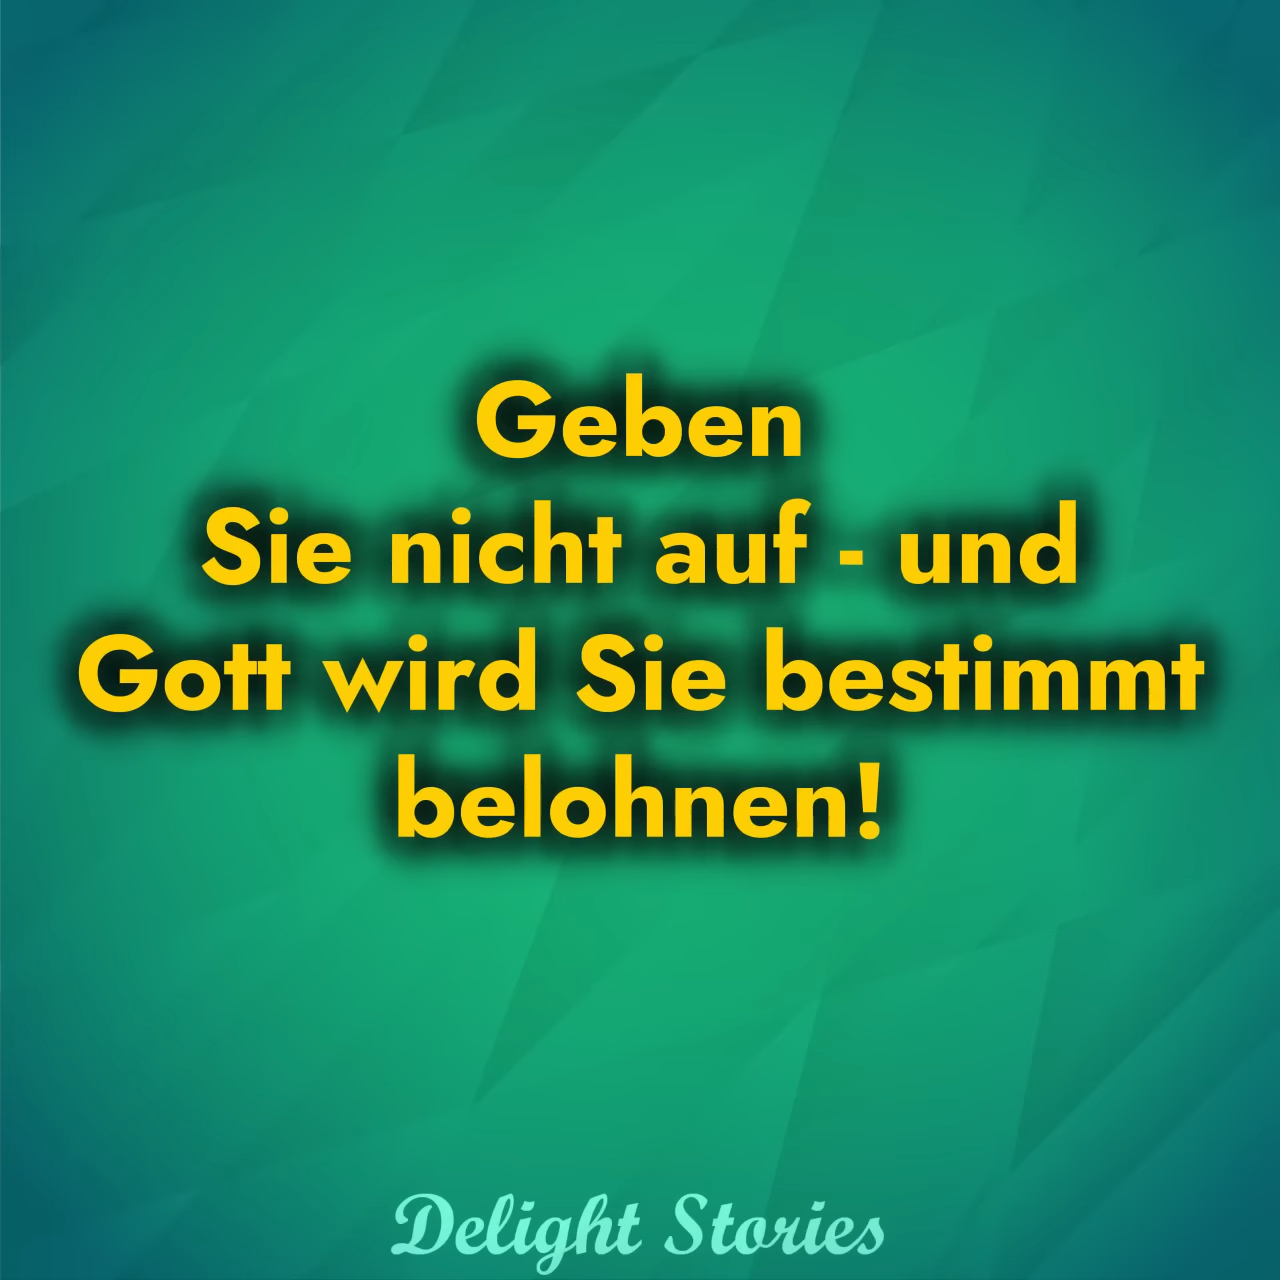 Geben
Sie nicht auf - und
Gott wird Sie bestimmt
belohnen!
Delight Stories